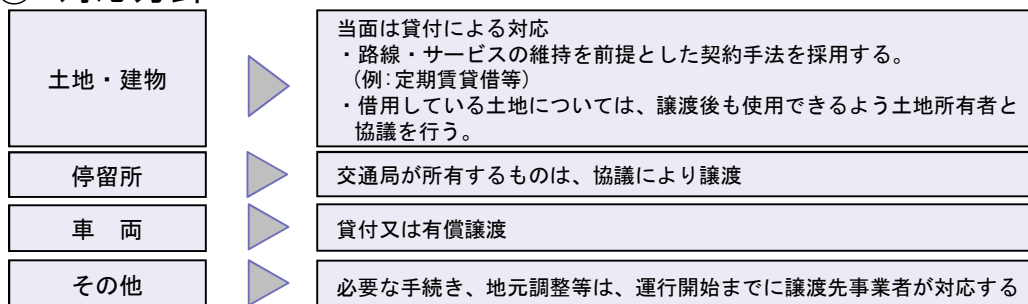 土地・建物
当面は貸付による対応
・路線・サービスの維持を前提とした契約手法を採用する。
(例:定期賃貸借等)
・借用している土地については、譲渡後も使用できるよう土地所有者と
協議を行う。
停留所
交通局が所有するものは、協議により譲渡
車　両
貸付又は有償譲渡
その他
必要な手続き、地元調整等は、運行開始までに譲渡先事業者が対応する